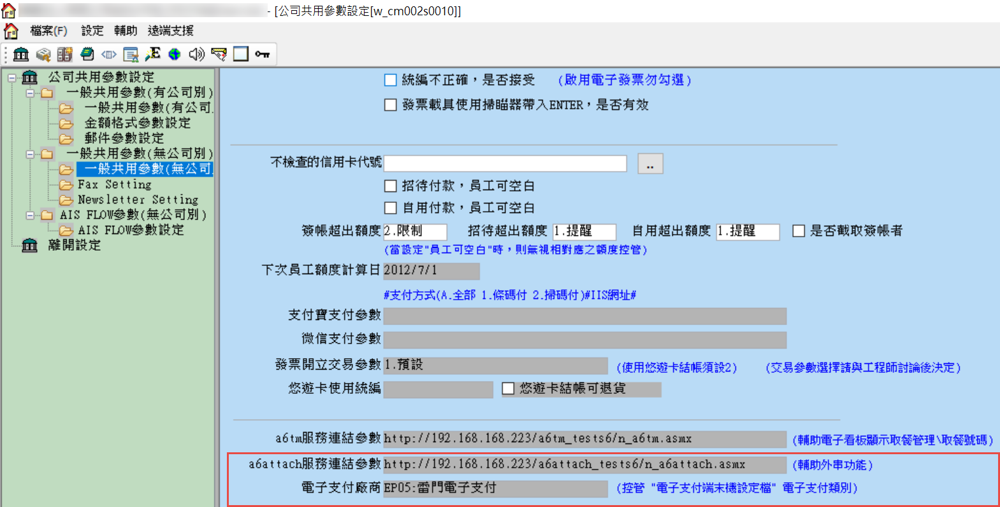 - [公司共用參數設定[w_cm002s0010]]
檔案(F) 設定 輔助 遠端支援
公司共用參數設定
一般共用參數(有公司別)
一般共用參數(有公司.
金額格式參數設定
郵件參數設定
一般共用參數(無公司別)
一般共用參數(無公司.
Fax Setting
Newsletter Setting
AIS FLOW參數(無公司別)
AIS FLOW參數設定
離開設定
統編不正確，是否接受 (啟用電子發票勿勾選)
發票載具使用掃瞄器帶入ENTER，是否有效
不檢查的信用卡代號 ..
招待付款，員工可空白
自用付款，員工可空白
簽帳超出額度 2.限制 招待超出額度 1.提醒 自用超出額度 1.提醒 是否截取簽帳者
(當設定"員工可空白"時，則無視相對應之額度控管)
下次員工額度計算日 2012/7/1
#支付方式(A.全部 1.條碼付 2.掃碼付)#IIS網址#
支付寶支付參數
微信支付參數
發票開立交易參數 1.預設 (使用悠遊卡結帳須設2) (交易參數選擇請與工程師討論後決定)
悠遊卡使用統編 悠遊卡結帳可退貨
a6tm服務連結參數 http://192.168.168.223/a6tm_tests6/n_a6tm.asmx (輔助電子看板顯示取餐管理\取餐號碼)
a6attach服務連結參數 http://192.168.168.223/a6attach_tests6/n_a6attach.asmx (輔助外串功能)
電子支付廠商 EP05:雷門電子支付 (控管 "電子支付端末機設定檔" 電子支付類別)